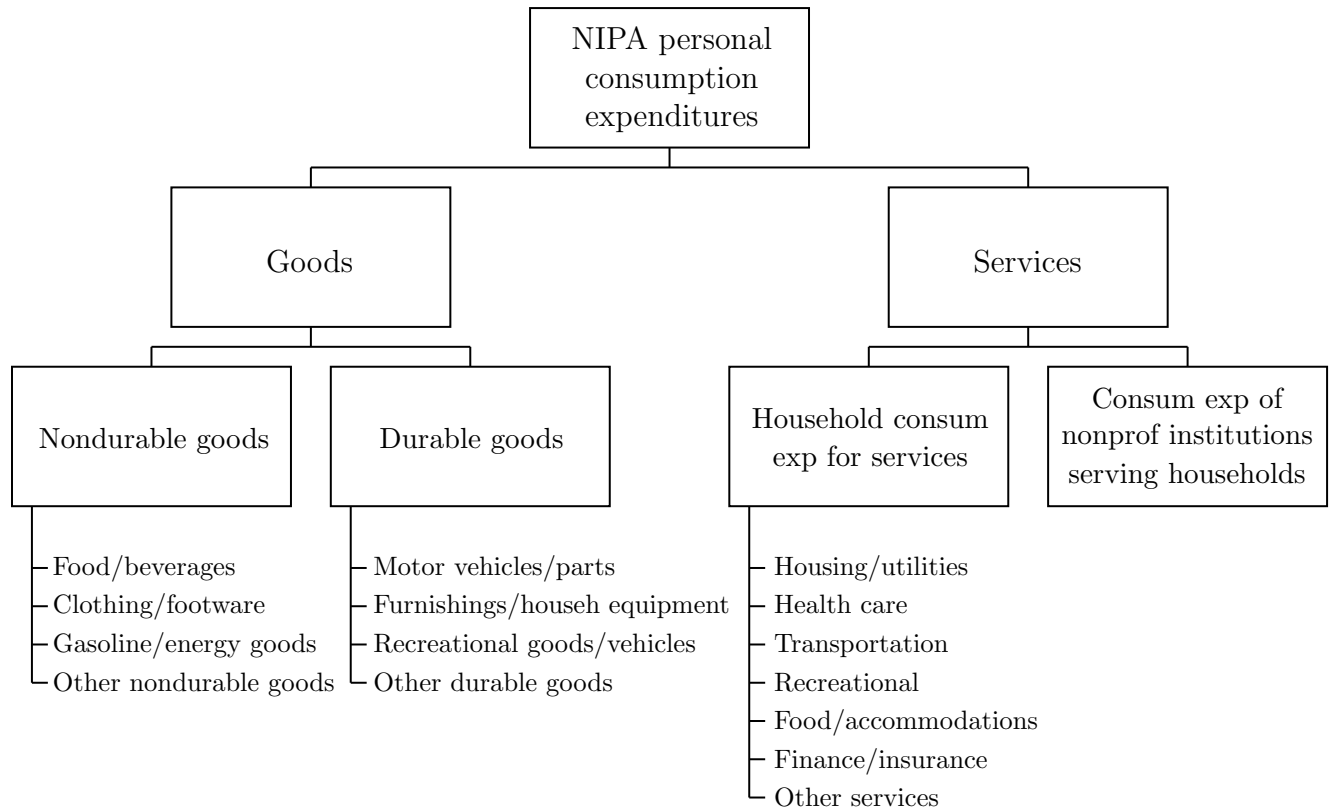 NIPA personal
consumption
expenditures
Goods
Services
Nondurable goods
Durable goods
Household consum
exp for services
Consum exp of
nonprof institutions
serving households
Food/beverages
Clothing/footware
Gasoline/energy goods
Other nondurable goods
Motor vehicles/parts
Furnishings/househ equipment
Recreational goods/vehicles
Other durable goods
Housing/utilities
Health care
Transportation
Recreational
Food/accommodations
Finance/insurance
Other services